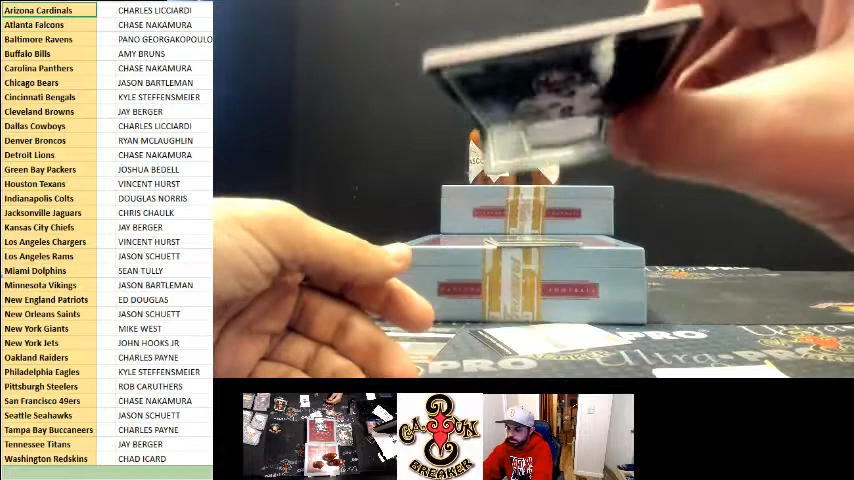 Arizona Cardinals CHARLES LICCIARDI
Atlanta Falcons CHASE NAKAMURA
Baltimore Ravens PANO GEORGAKOPOULO
Buffalo Bills AMY BRUNS
Carolina Panthers CHASE NAKAMURA
Chicago Bears JASON BARTLEMAN
Cincinnati Bengals KYLE STEFFENSMEIER
Cleveland Browns JAY BERGER
Dallas Cowboys CHARLES LICCIARDI
Denver Broncos RYAN MCLAUGHLIN
Detroit Lions CHASE NAKAMURA
Green Bay Packers JOSHUA BEDELL
Houston Texans VINCENT HURST
Indianapolis Colts DOUGLAS NORRIS
Jacksonville Jaguars CHRIS CHAULK
Kansas City Chiefs JAY BERGER
Los Angeles Chargers VINCENT HURST
Los Angeles Rams JASON SCHUETT
Miami Dolphins SEAN TULLY
Minnesota Vikings JASON BARTLEMAN
New England Patriots ED DOUGLAS
New Orleans Saints JASON SCHUETT
New York Giants MIKE WEST
New York Jets JOHN HOOKS JR
Oakland Raiders CHARLES PAYNE
Philadelphia Eagles KYLE STEFFENSMEIER
Pittsburgh Steelers ROB CARUTHERS
San Francisco 49ers CHASE NAKAMURA
Seattle Seahawks JASON SCHUETT
Tampa Bay Buccaneers CHARLES PAYNE
Tennessee Titans JAY BERGER
Washington Redskins CHAD ICARD
FOOTBALL
PRO
Ultra PRO
BREAKER